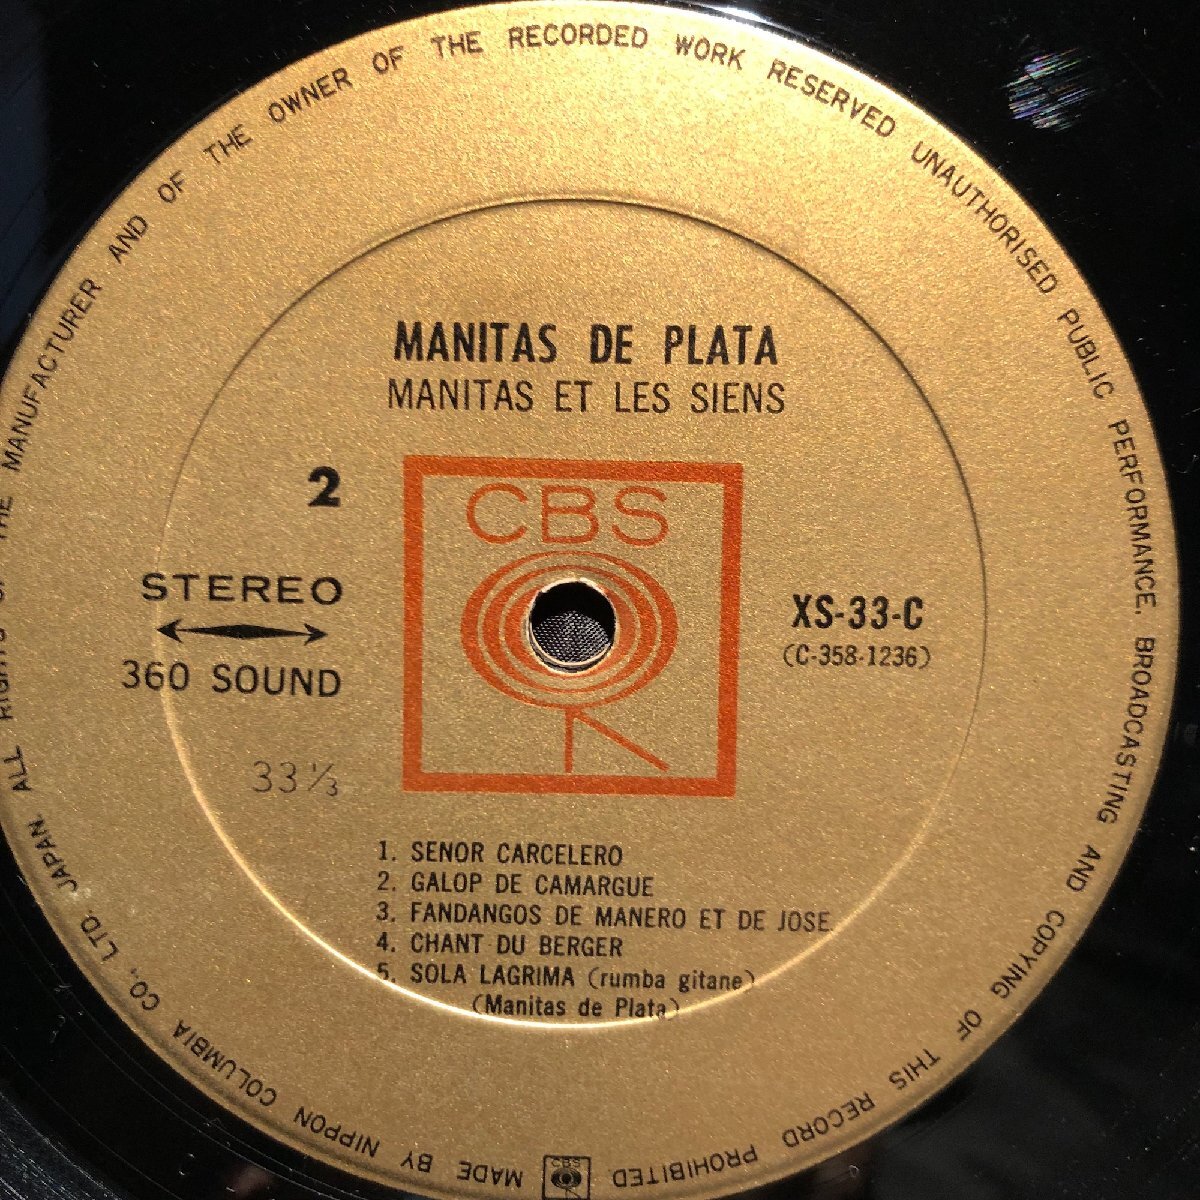 MANITAS DE PLATA
MANITAS ET LES SIENS
2
CBS
STEREO
360 SOUND
XS-33-C
(C-358-1236)
33 1/3
1. SENOR CARCELERO
2. GALOP DE CAMARGUE
3. FANDANGOS DE MANERO ET DE JOSE
4. CHANT DU BERGER
5. SOLA LAGRIMA (rumba gitane)
(Manitas de Plata)
MADE BY NIPPON COLUMBIA CO., LTD. JAPAN. ALL RIGHTS OF THE MANUFACTURER AND OF THE OWNER OF THE RECORDED WORK RESERVED UNAUTHORISED PUBLIC PERFORMANCE. BROADCASTING AND COPYING OF THIS RECORD PROHIBITED
CBS